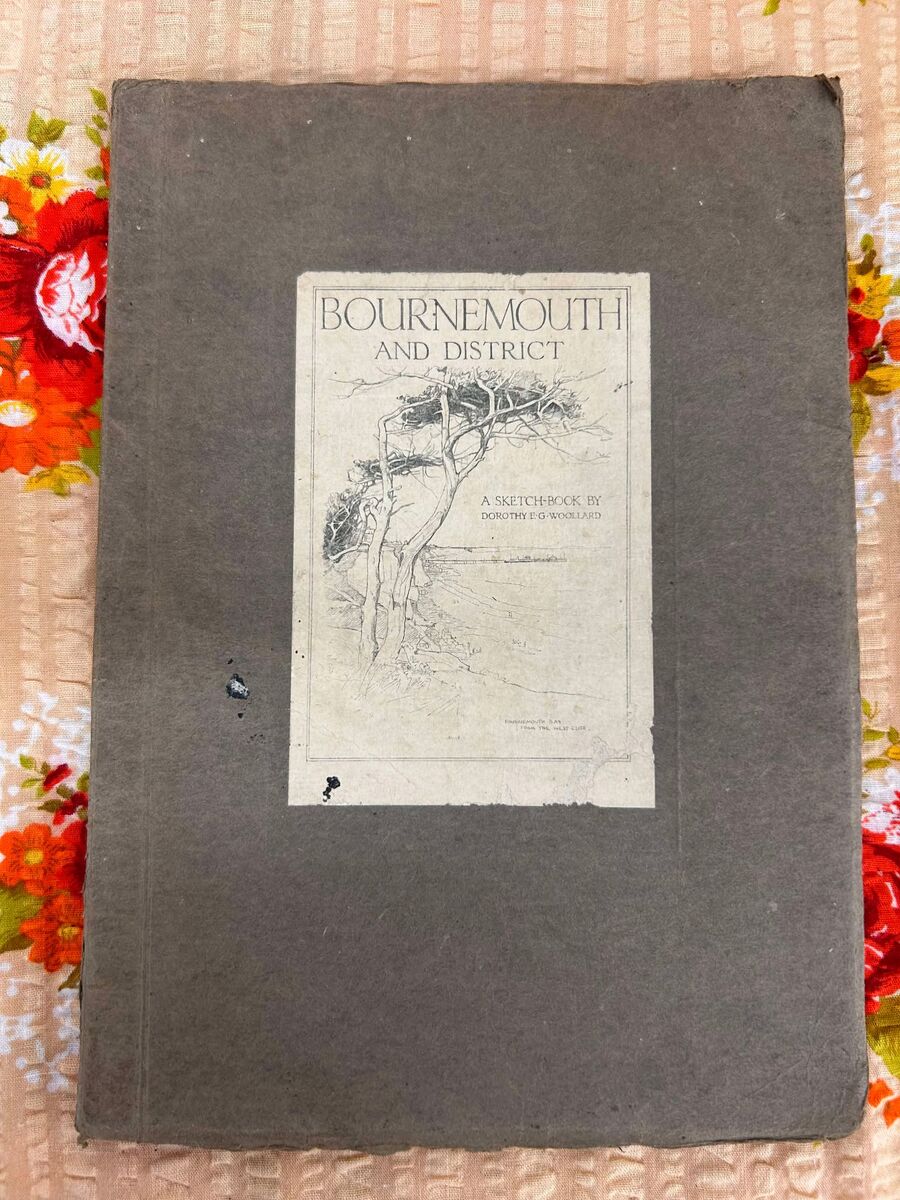 BOURNEMOUTH
AND DISTRICT
A SKETCH-BOOK BY
DOROTHY E·G·WOOLLARD
BOURNEMOUTH BAY
FROM THE WEST CLIFF.